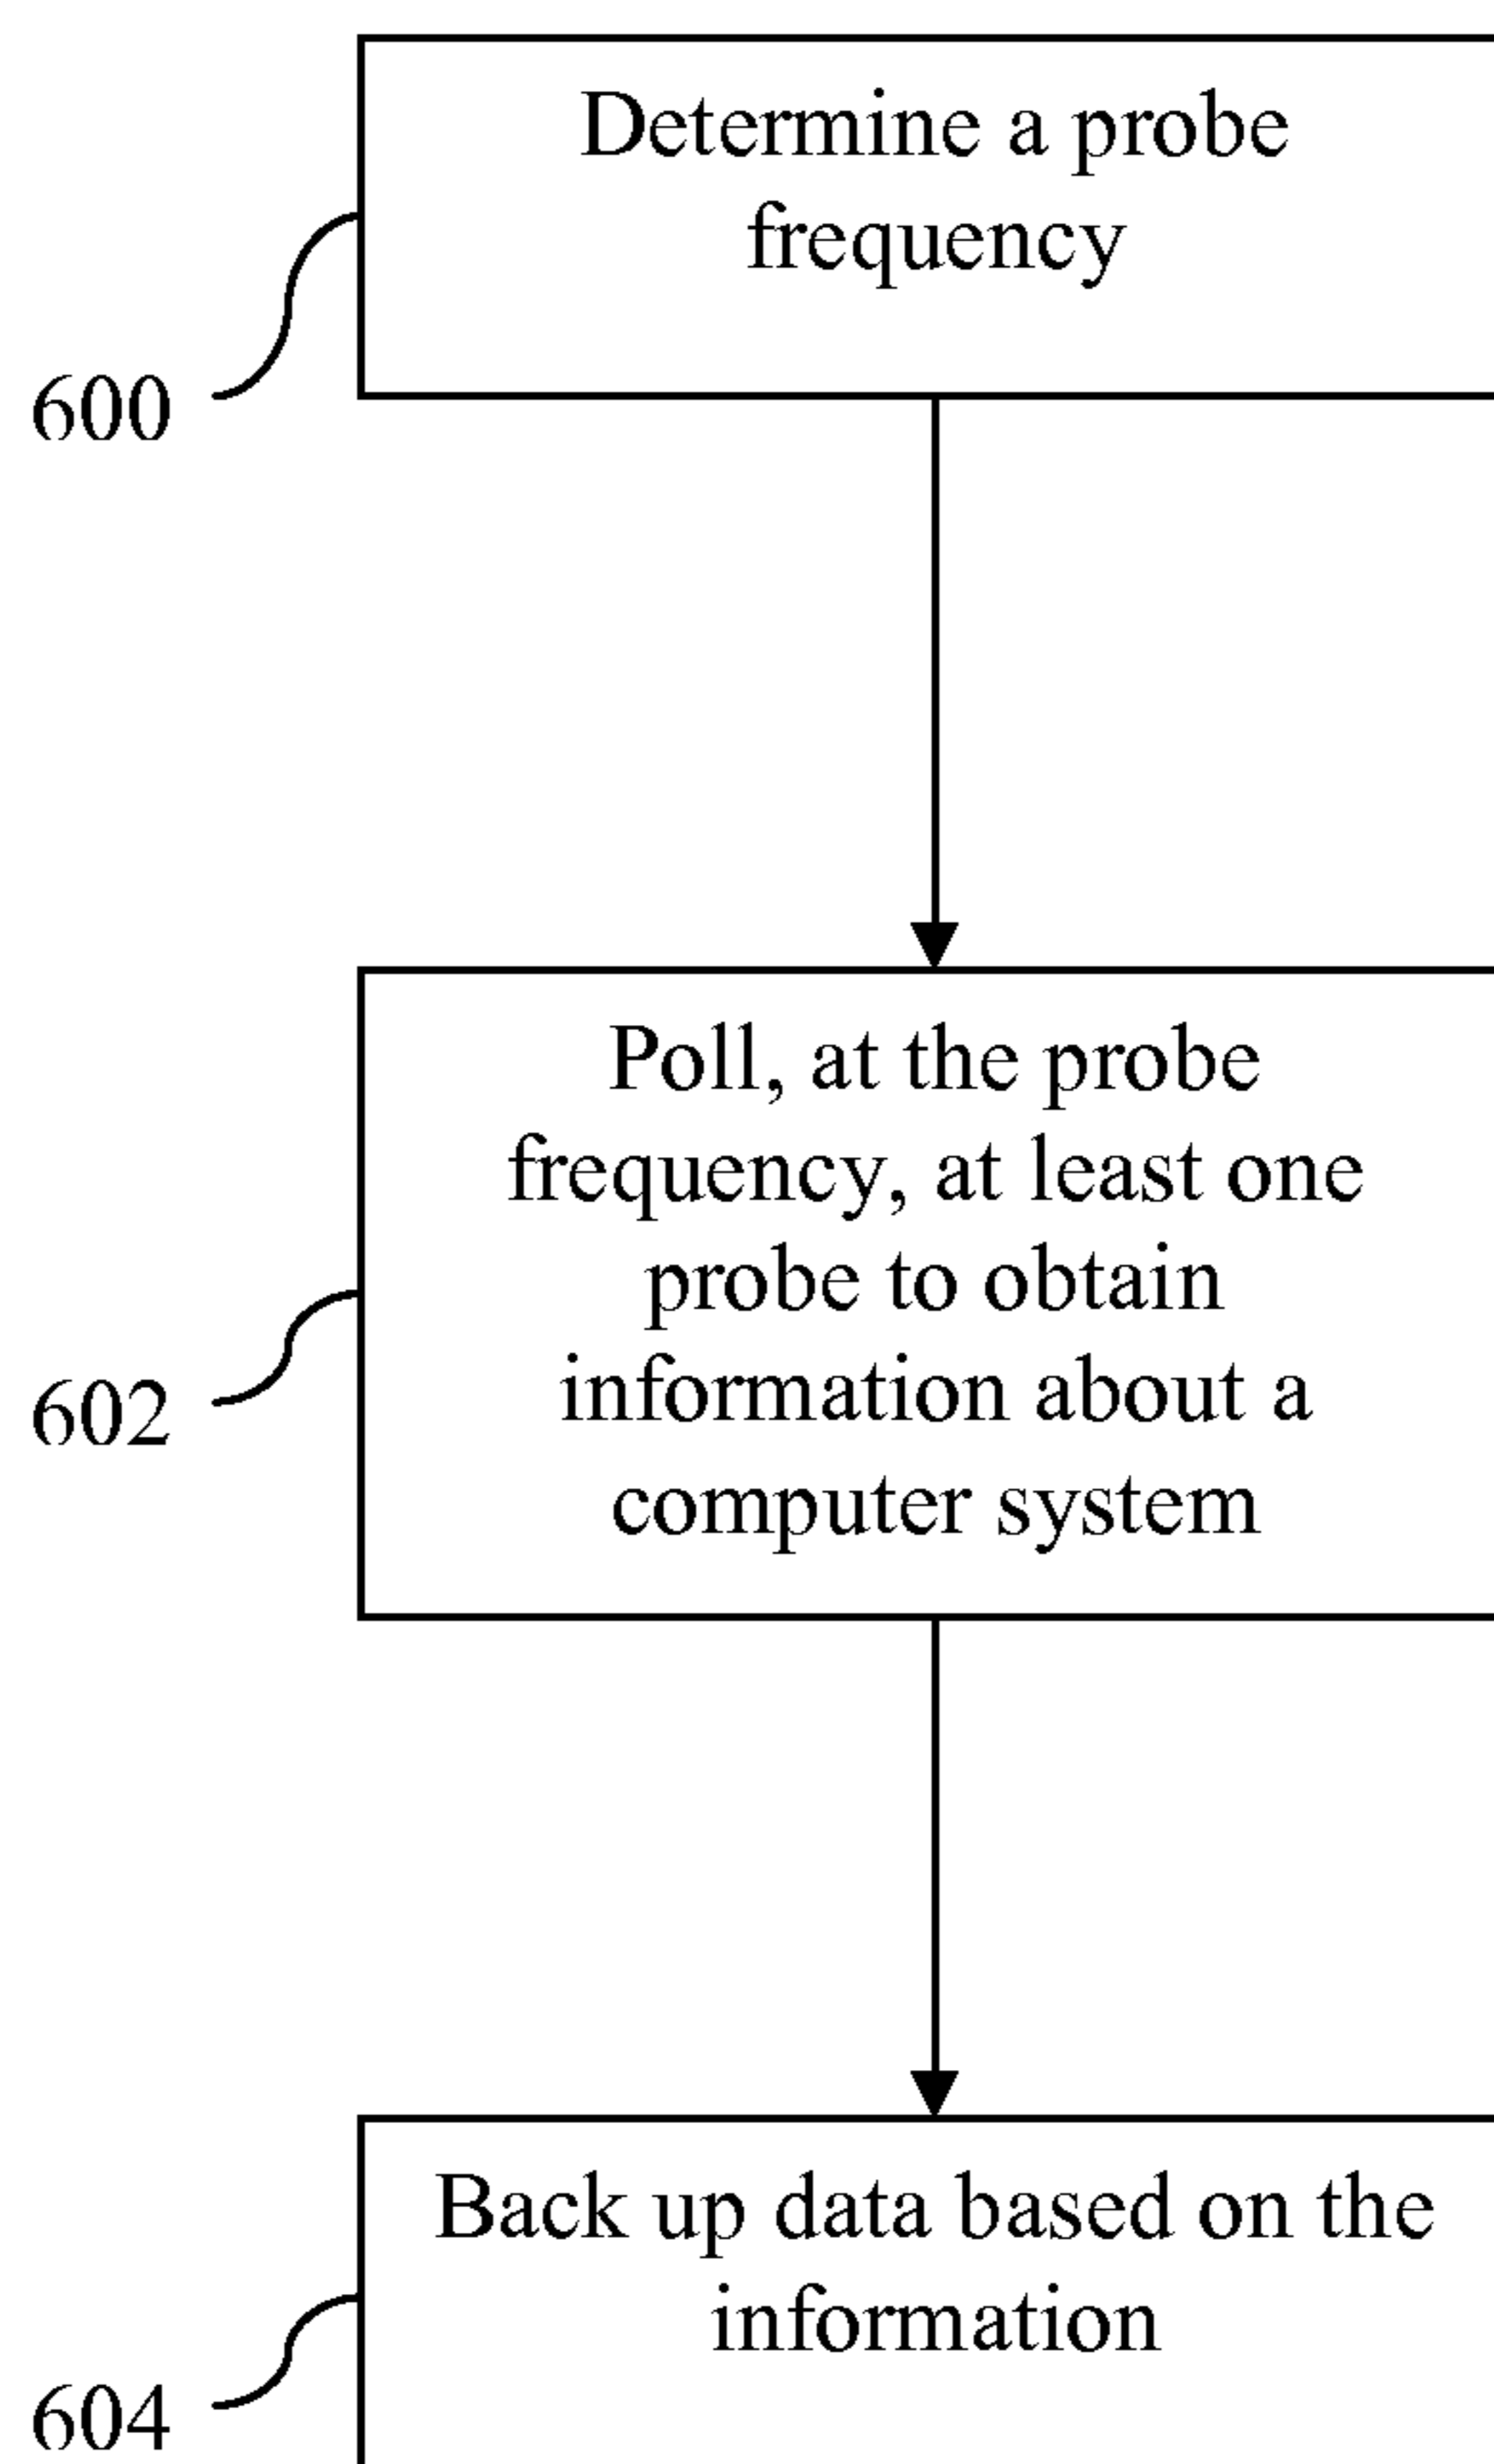 Determine a probe
frequency
600
Poll, at the probe
frequency, at least one
probe to obtain
information about a
computer system
602
Back up data based on the
information
604